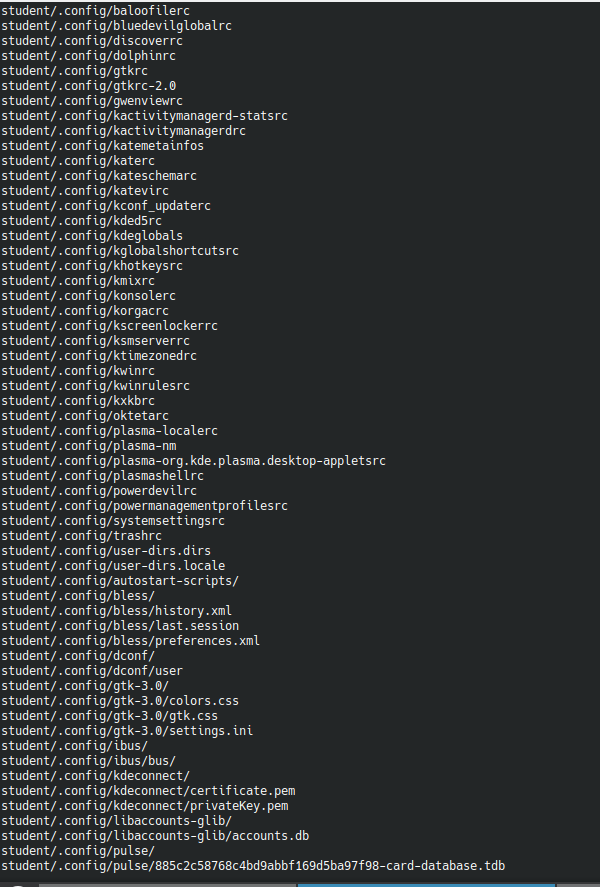 student/.config/baloofilerc
student/.config/bluedevilglobalrc
student/.config/discoverrc
student/.config/dolphinrc
student/.config/gtkrc
student/.config/gtkrc-2.0
student/.config/gwenviewrc
student/.config/kactivitymanagerd-statsrc
student/.config/kactivitymanagerdrc
student/.config/katemetainfos
student/.config/katerc
student/.config/kateschemarc
student/.config/katevirc
student/.config/kconf_updaterc
student/.config/kded5rc
student/.config/kdeglobals
student/.config/kglobalshortcutsrc
student/.config/khotkeysrc
student/.config/kmixrc
student/.config/konsolerc
student/.config/korgacrc
student/.config/kscreenlockerrc
student/.config/ksmserverrc
student/.config/ktimezonedrc
student/.config/kwinrc
student/.config/kwinrulesrc
student/.config/kxkbrc
student/.config/oktetarc
student/.config/plasma-localerc
student/.config/plasma-nm
student/.config/plasma-org.kde.plasma.desktop-appletsrc
student/.config/plasmashellrc
student/.config/powerdevilrc
student/.config/powermanagementprofilesrc
student/.config/systemsettingsrc
student/.config/trashrc
student/.config/user-dirs.dirs
student/.config/user-dirs.locale
student/.config/autostart-scripts/
student/.config/bless/
student/.config/bless/history.xml
student/.config/bless/last.session
student/.config/bless/preferences.xml
student/.config/dconf/
student/.config/dconf/user
student/.config/gtk-3.0/
student/.config/gtk-3.0/colors.css
student/.config/gtk-3.0/gtk.css
student/.config/gtk-3.0/settings.ini
student/.config/ibus/
student/.config/ibus/bus/
student/.config/kdeconnect/
student/.config/kdeconnect/certificate.pem
student/.config/kdeconnect/privateKey.pem
student/.config/libaccounts-glib/
student/.config/libaccounts-glib/accounts.db
student/.config/pulse/
student/.config/pulse/885c2c58768c4bd9abbf169d5ba97f98-card-database.tdb